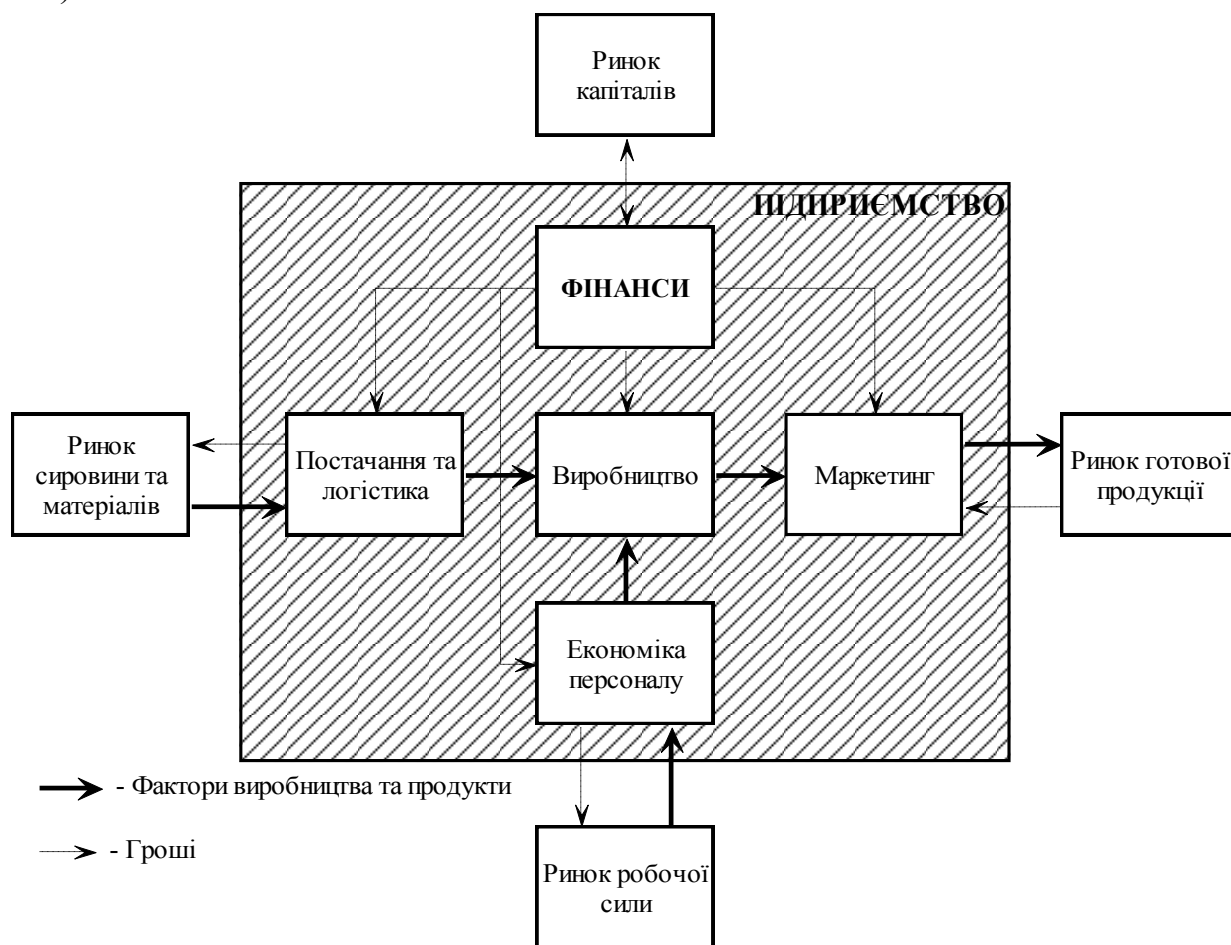 )
Ринок
капіталів
ПІДПРИЄМСТВО
ФІНАНСИ
Ринок
сировини та
матеріалів
Постачання та
логістика
Виробництво
Маркетинг
Ринок готової
продукції
Економіка
персоналу
- Фактори виробництва та продукти
- Гроші
Ринок робочої
сили